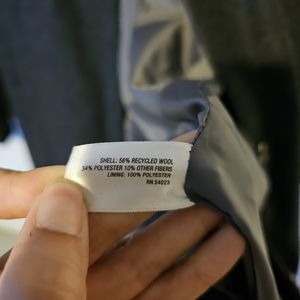 SHELL: 56% RECYCLED WOOL
34% POLYESTER 10% OTHER FIBERS
LINING: 100% POLYESTER
RN 54023